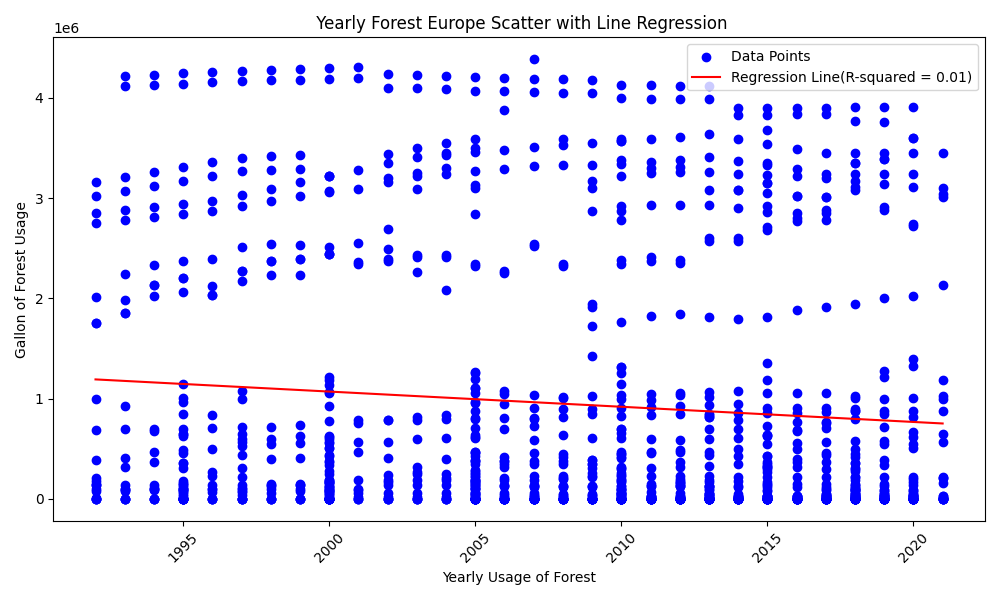 Yearly Forest Europe Scatter with Line Regression
1e6
Data Points
Regression Line(R-squared = 0.01)
4
3
2
1
0
Gallon of Forest Usage
1995
2000
2005
2010
2015
2020
Yearly Usage of Forest